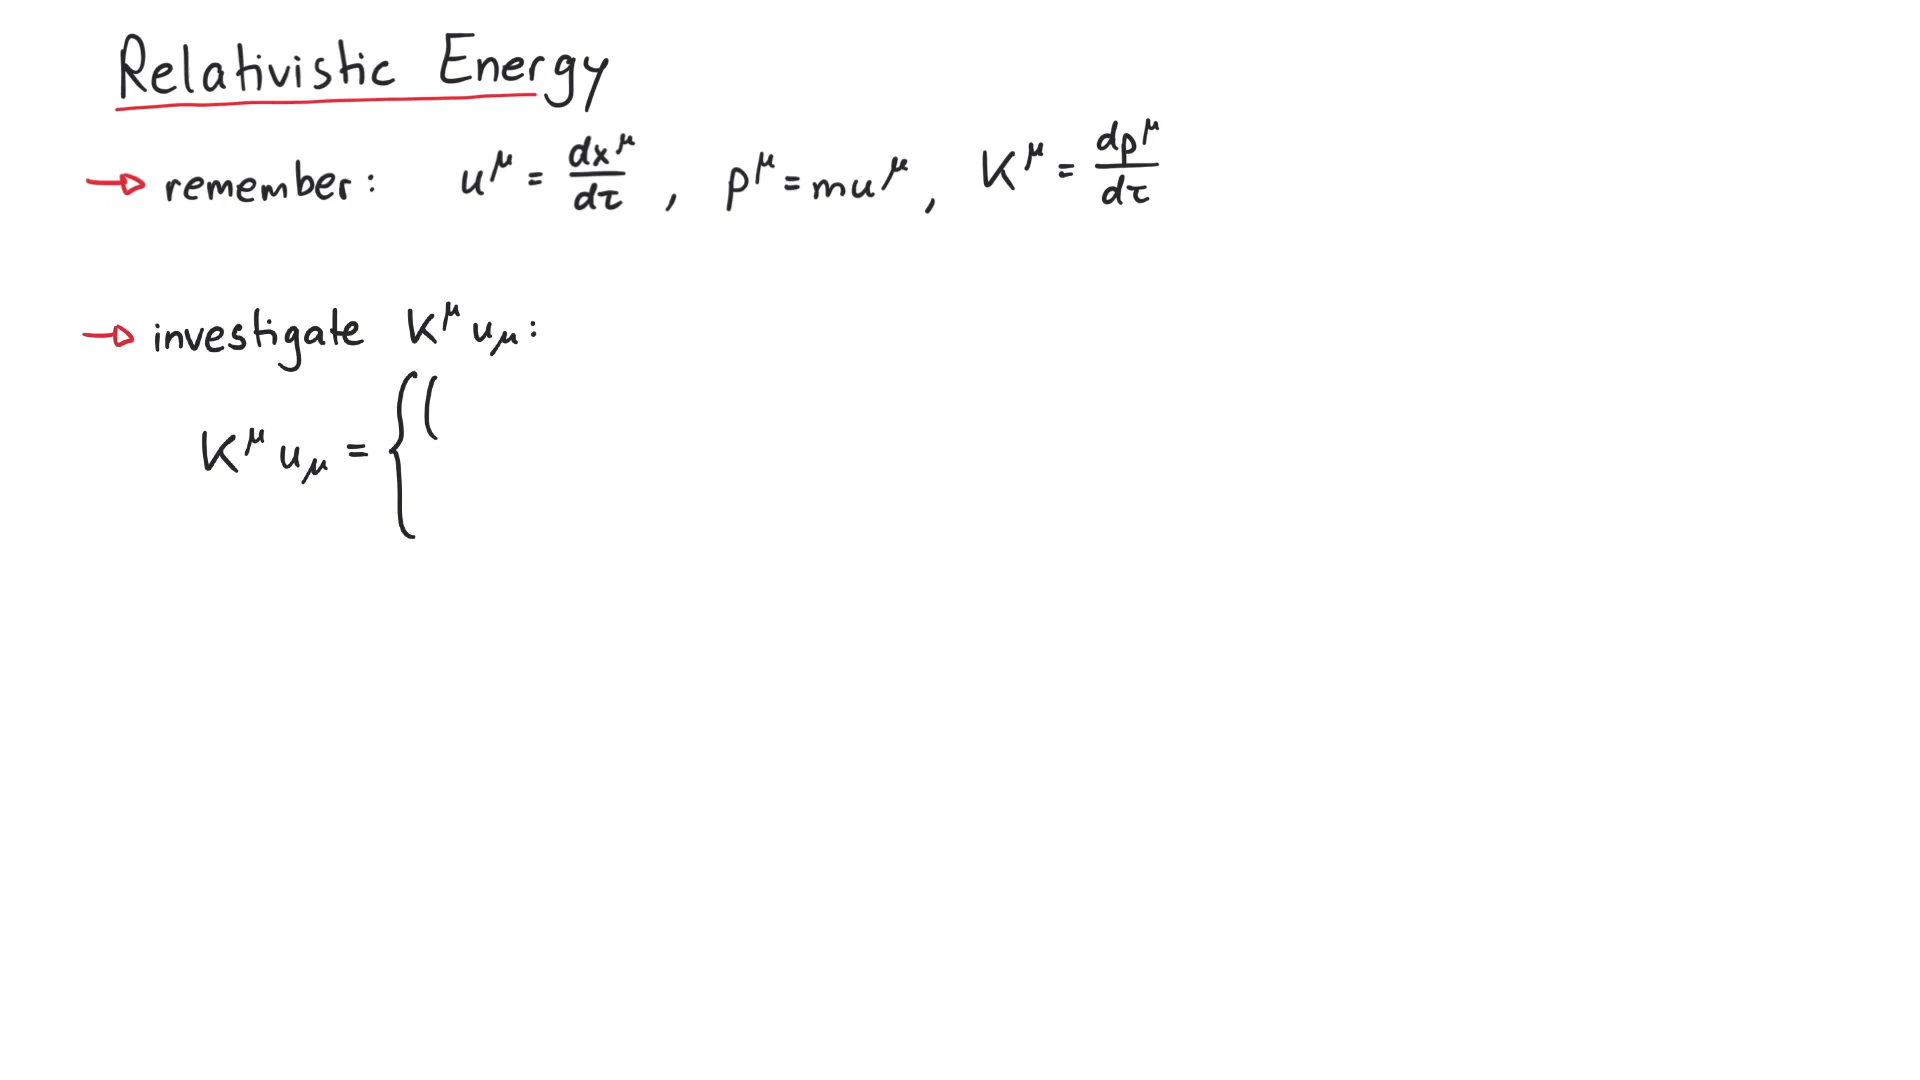 Relativistic Energy
→ remember: u^μ = dx^μ/dτ , p^μ = mu^μ , K^μ = dp^μ/dτ
→ investigate K^μ u_μ:
K^μ u_μ = { (